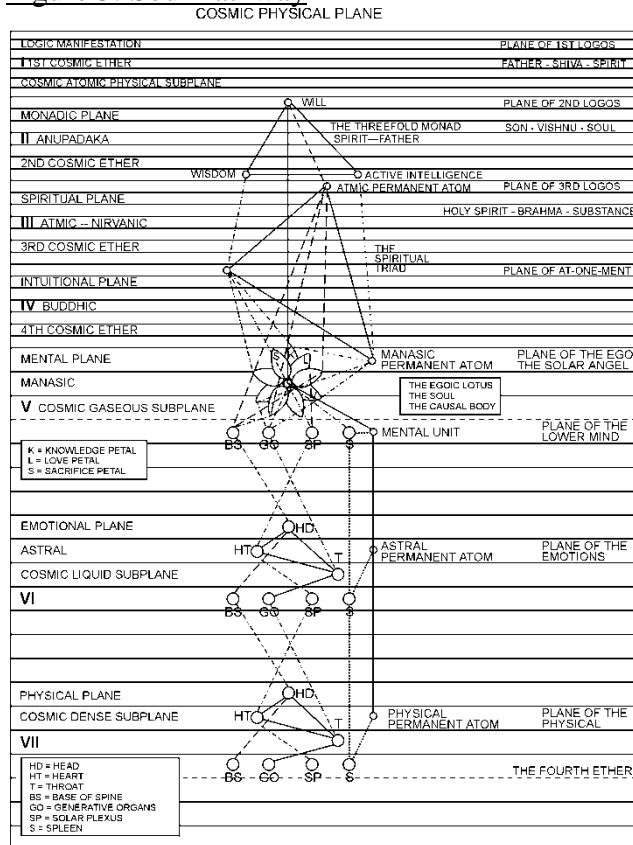 COSMIC PHYSICAL PLANE
LOGIC MANIFESTATION PLANE OF 1ST LOGOS
I 1ST COSMIC ETHER FATHER - SHIVA - SPIRIT
COSMIC ATOMIC PHYSICAL SUBPLANE
WILL PLANE OF 2ND LOGOS
MONADIC PLANE
THE THREEFOLD MONAD SON - VISHNU - SOUL
SPIRIT—FATHER
II ANUPADAKA
2ND COSMIC ETHER
WISDOM ACTIVE INTELLIGENCE
ATMIC PERMANENT ATOM PLANE OF 3RD LOGOS
SPIRITUAL PLANE
HOLY SPIRIT - BRAHMA - SUBSTANCE
III ATMIC -- NIRVANIC
3RD COSMIC ETHER
THE
SPIRITUAL
TRIAD
PLANE OF AT-ONE-MENT
INTUITIONAL PLANE
IV BUDDHIC
4TH COSMIC ETHER
MENTAL PLANE S K L MANASIC PLANE OF THE EGO
PERMANENT ATOM THE SOLAR ANGEL
MANASIC
THE EGOIC LOTUS
THE SOUL
THE CAUSAL BODY
V COSMIC GASEOUS SUBPLANE
BS GO SP S MENTAL UNIT PLANE OF THE
LOWER MIND
K = KNOWLEDGE PETAL
L = LOVE PETAL
S = SACRIFICE PETAL
EMOTIONAL PLANE HD
ASTRAL HT T ASTRAL PLANE OF THE
PERMANENT ATOM EMOTIONS
COSMIC LIQUID SUBPLANE
VI
BS GO SP S
PHYSICAL PLANE HD
COSMIC DENSE SUBPLANE HT T PHYSICAL PLANE OF THE
PERMANENT ATOM PHYSICAL
VII
BS GO SP S THE FOURTH ETHER
HD = HEAD
HT = HEART
T = THROAT
BS = BASE OF SPINE
GO = GENERATIVE ORGANS
SP = SOLAR PLEXUS
S = SPLEEN